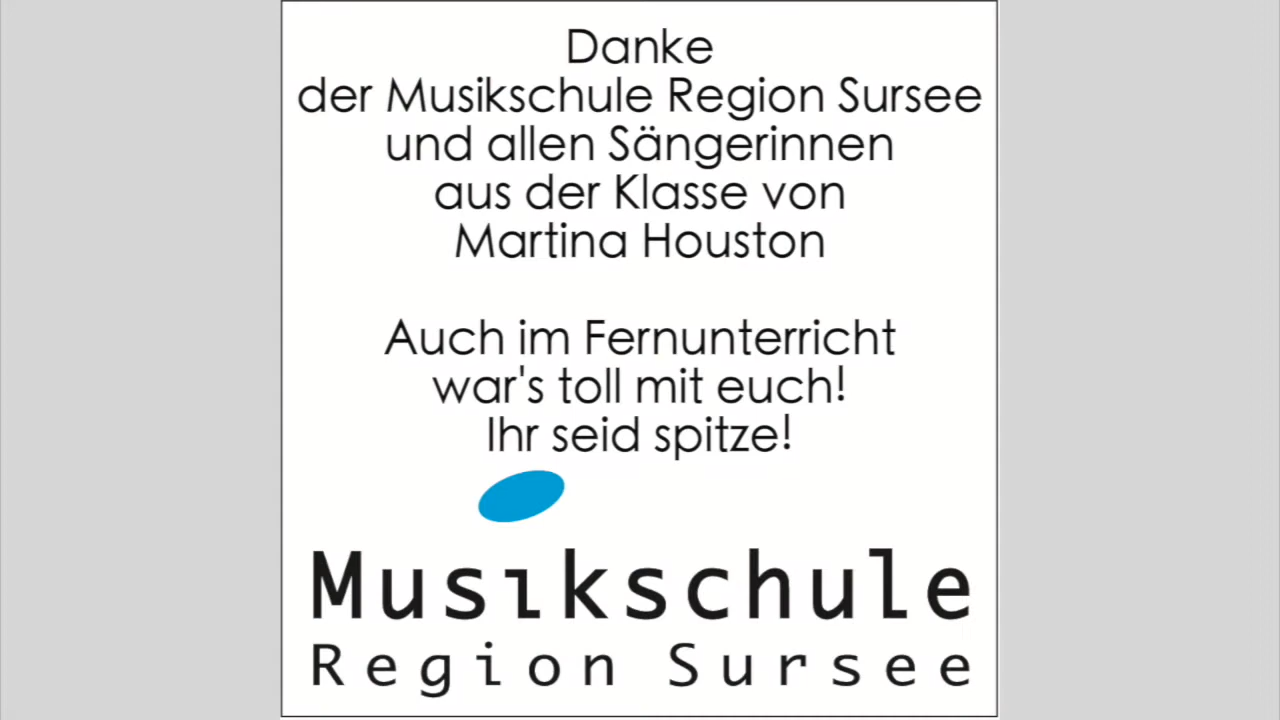 Danke
der Musikschule Region Sursee
und allen Sängerinnen
aus der Klasse von
Martina Houston
Auch im Fernunterricht
war's toll mit euch!
Ihr seid spitze!
Musikschule
Region Sursee